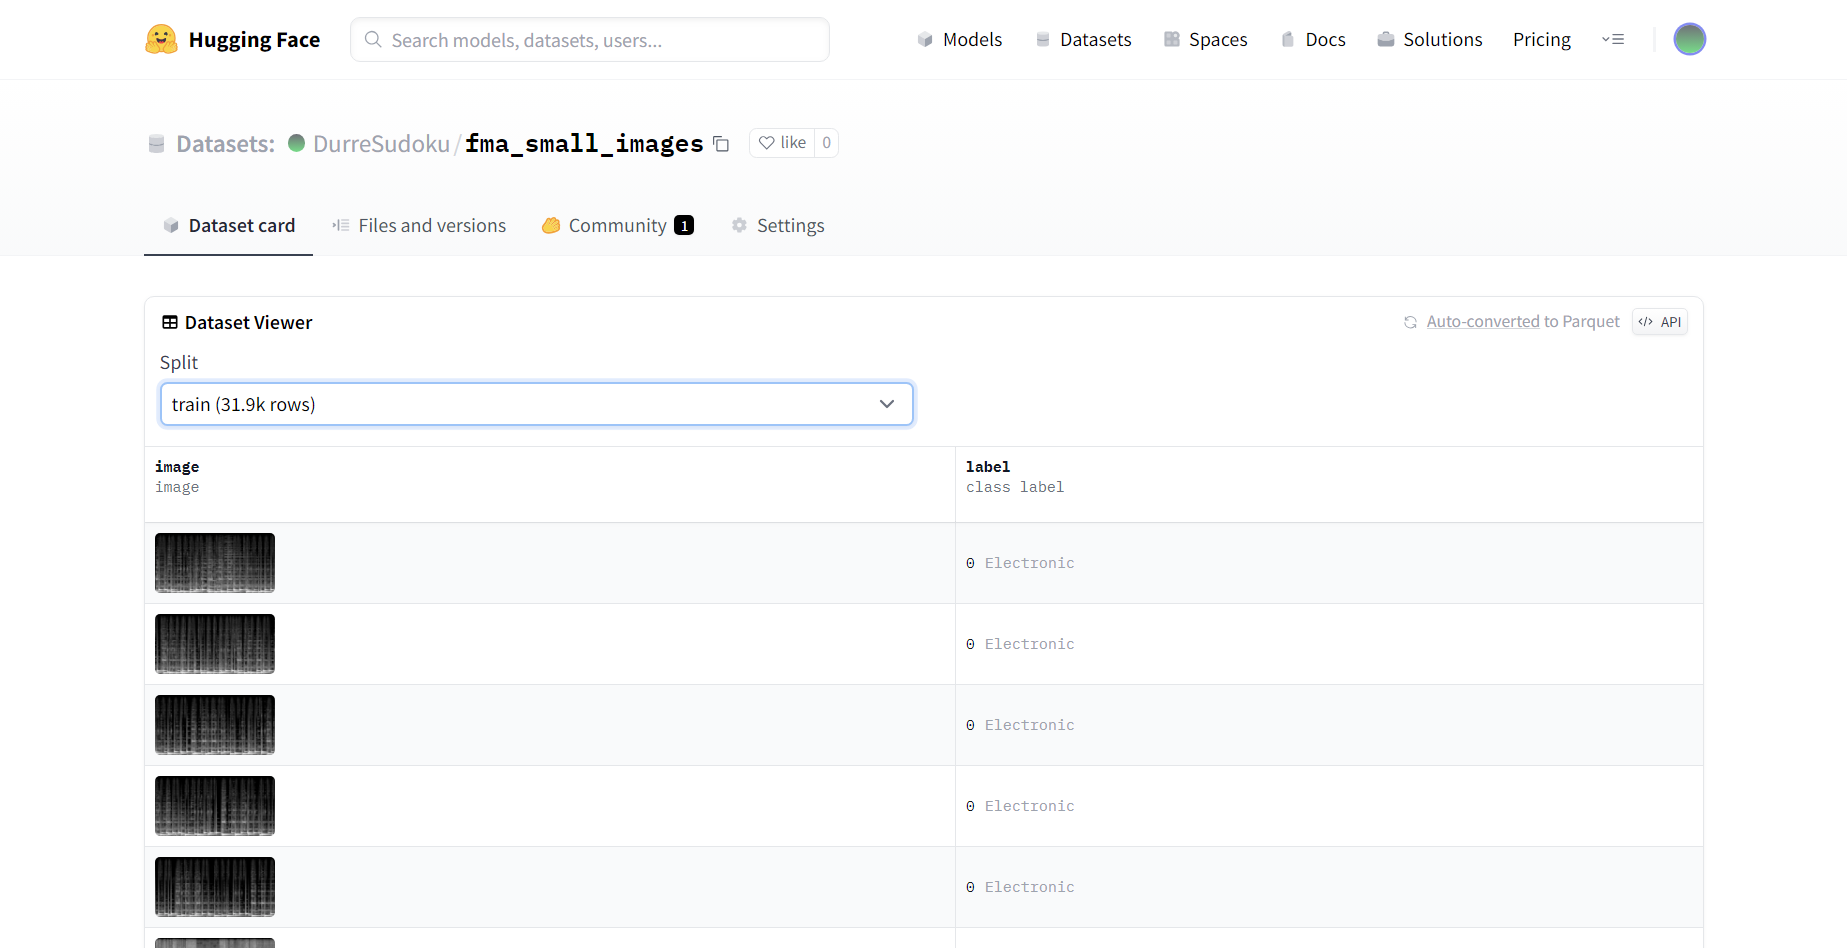 Hugging Face
Search models, datasets, users...
Models
Datasets
Spaces
Docs
Solutions
Pricing
Datasets: DurreSudoku/fma_small_images
like 0
Dataset card
Files and versions
Community 1
Settings
Dataset Viewer
Auto-converted to Parquet
</> API
Split
train (31.9k rows)
image
image
label
class label
0 Electronic
0 Electronic
0 Electronic
0 Electronic
0 Electronic